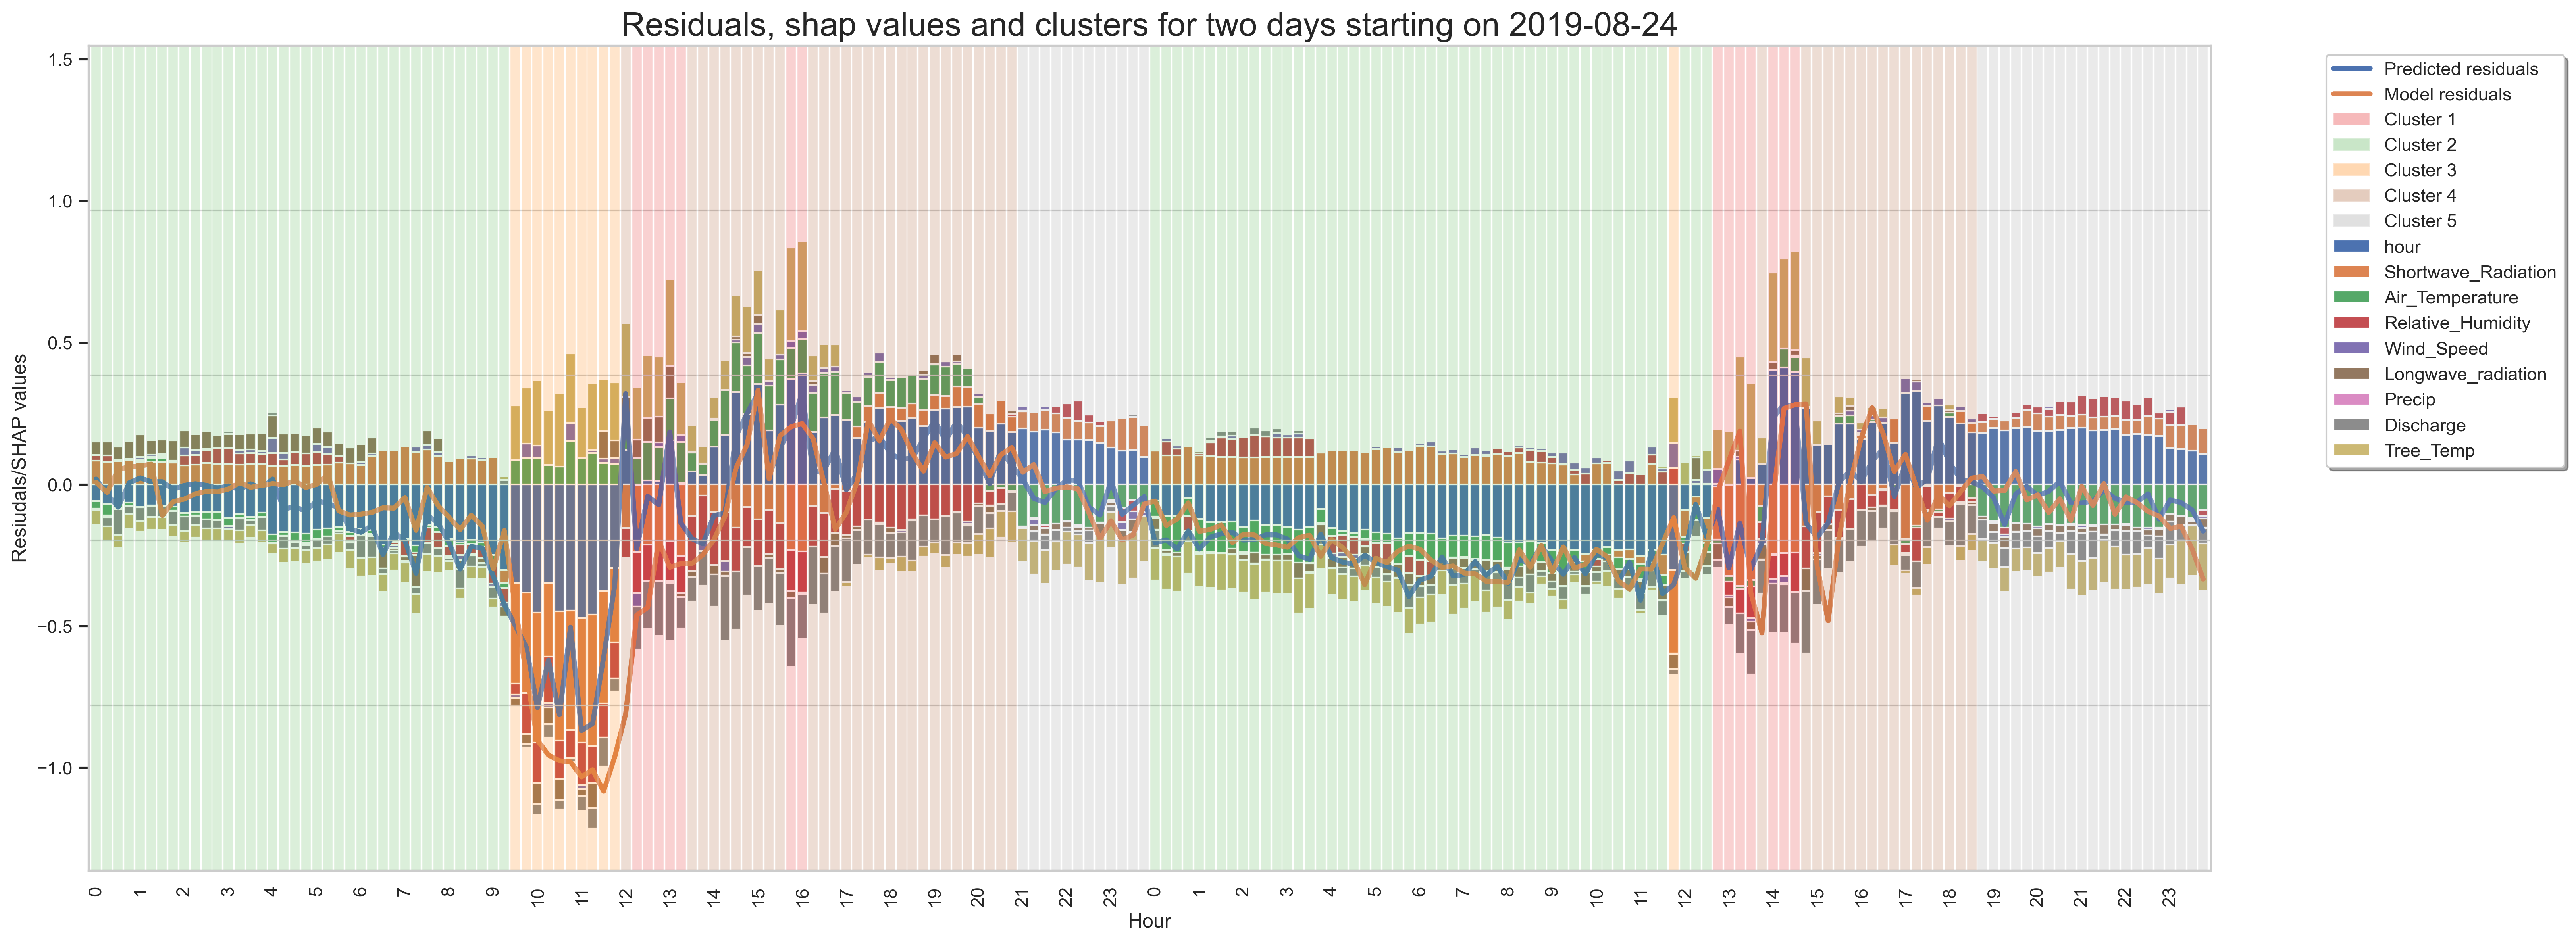 Residuals, shap values and clusters for two days starting on 2019-08-24
Resiudals/SHAP values
1.5
1.0
0.5
0.0
−0.5
−1.0
0 1 2 3 4 5 6 7 8 9 10 11 12 13 14 15 16 17 18 19 20 21 22 23 0 1 2 3 4 5 6 7 8 9 10 11 12 13 14 15 16 17 18 19 20 21 22 23
Hour
Predicted residuals
Model residuals
Cluster 1
Cluster 2
Cluster 3
Cluster 4
Cluster 5
hour
Shortwave_Radiation
Air_Temperature
Relative_Humidity
Wind_Speed
Longwave_radiation
Precip
Discharge
Tree_Temp